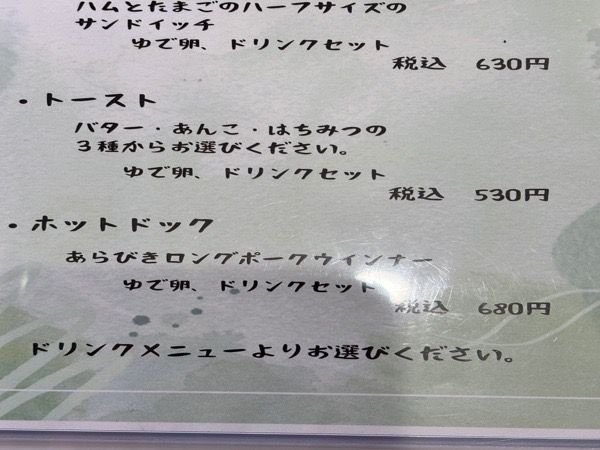 ハムとたまごのハーフサイズの
サンドイッチ
ゆで卵、ドリンクセット
税込 630円
・トースト
バター・あんこ・はちみつの
3種からお選びください。
ゆで卵、ドリンクセット
税込 530円
・ホットドック
あらびきロングポークウインナー
ゆで卵、ドリンクセット
税込 680円
ドリンクメニューよりお選びください。